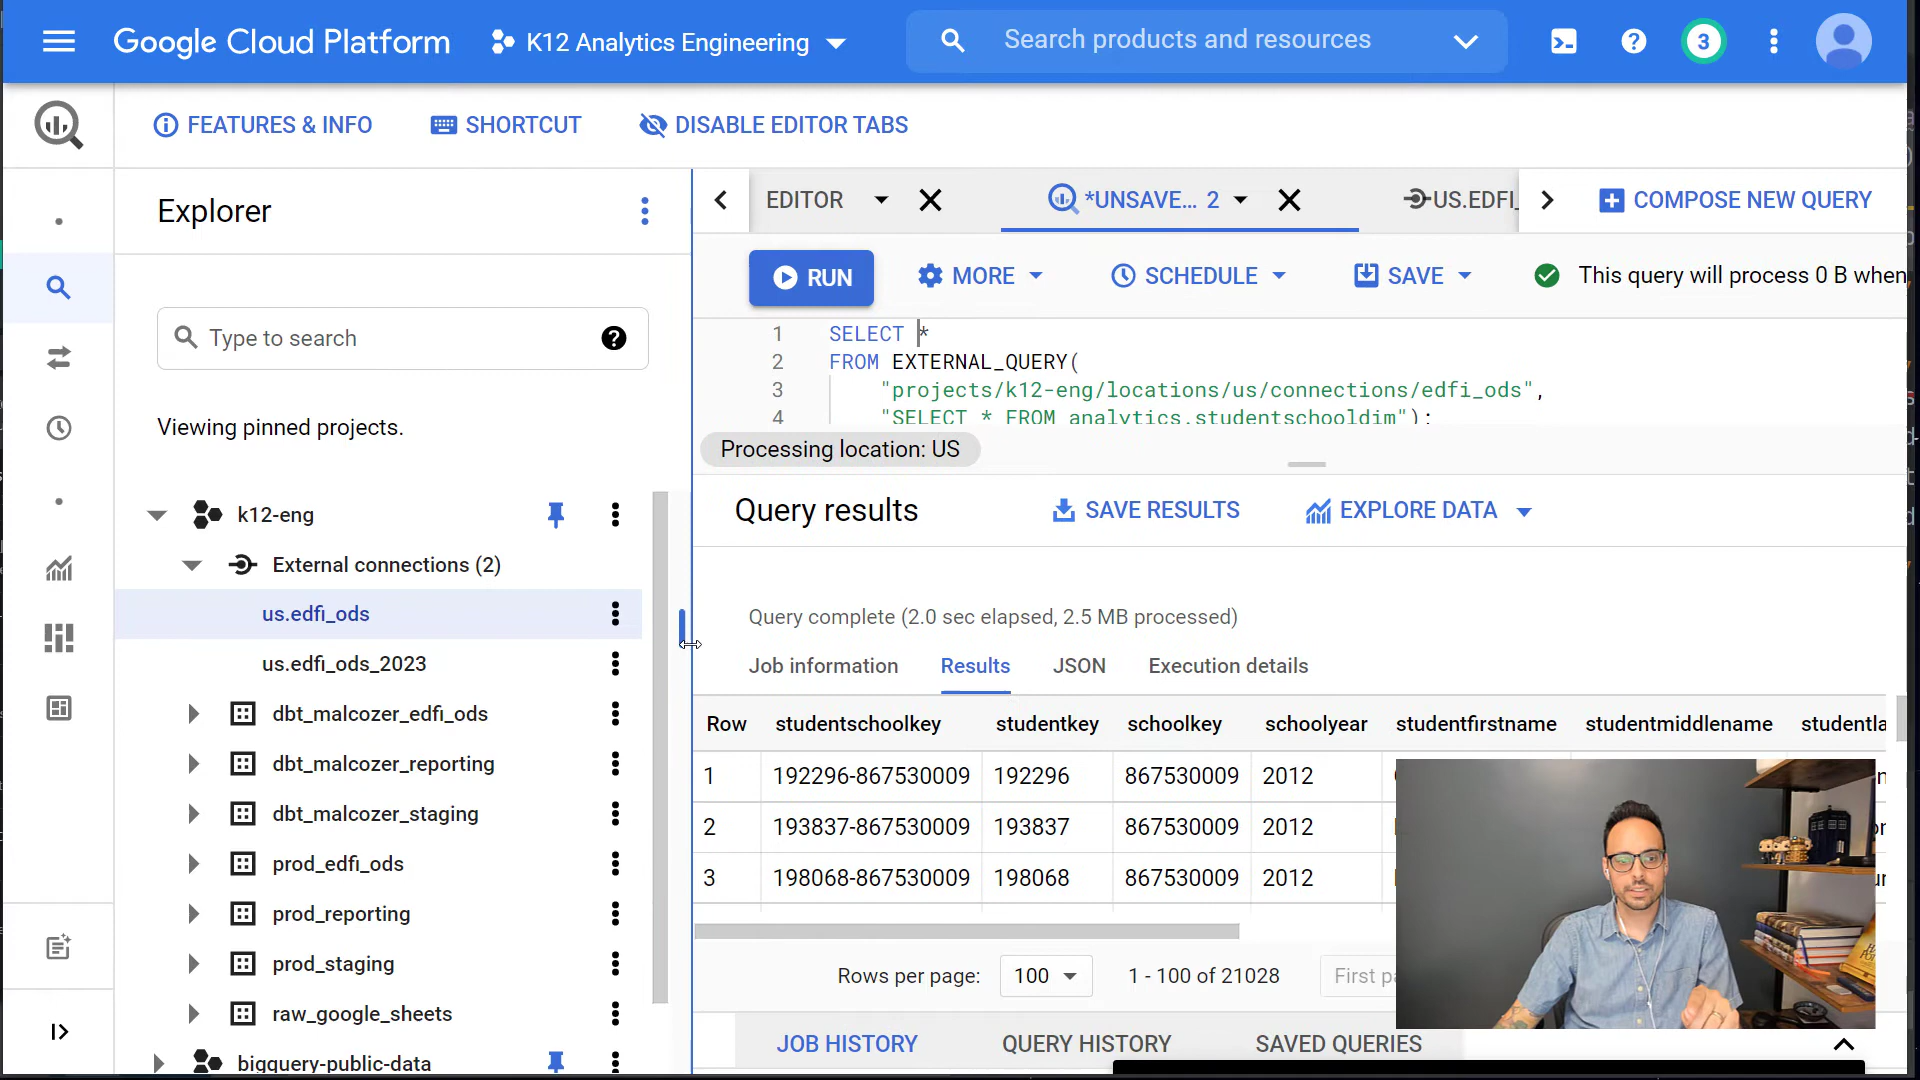 Google Cloud Platform
K12 Analytics Engineering
Search products and resources
3
FEATURES & INFO
SHORTCUT
DISABLE EDITOR TABS
Explorer
EDITOR
*UNSAVE... 2
US.EDFI_
COMPOSE NEW QUERY
RUN
MORE
SCHEDULE
SAVE
This query will process 0 B when
Type to search
1 SELECT *
2 FROM EXTERNAL_QUERY(
3 "projects/k12-eng/locations/us/connections/edfi_ods",
4 "SELECT * FROM analytics.studentschooldim");
Processing location: US
Viewing pinned projects.
k12-eng
External connections (2)
us.edfi_ods
us.edfi_ods_2023
dbt_malcozer_edfi_ods
dbt_malcozer_reporting
dbt_malcozer_staging
prod_edfi_ods
prod_reporting
prod_staging
raw_google_sheets
bigquery-public-data
Query results
SAVE RESULTS
EXPLORE DATA
Query complete (2.0 sec elapsed, 2.5 MB processed)
Job information
Results
JSON
Execution details
Row studentschoolkey studentkey schoolkey schoolyear studentfirstname studentmiddlename studentla
1 192296-867530009 192296 867530009 2012
2 193837-867530009 193837 867530009 2012
3 198068-867530009 198068 867530009 2012
Rows per page: 100 1 - 100 of 21028 First pa
JOB HISTORY
QUERY HISTORY
SAVED QUERIES